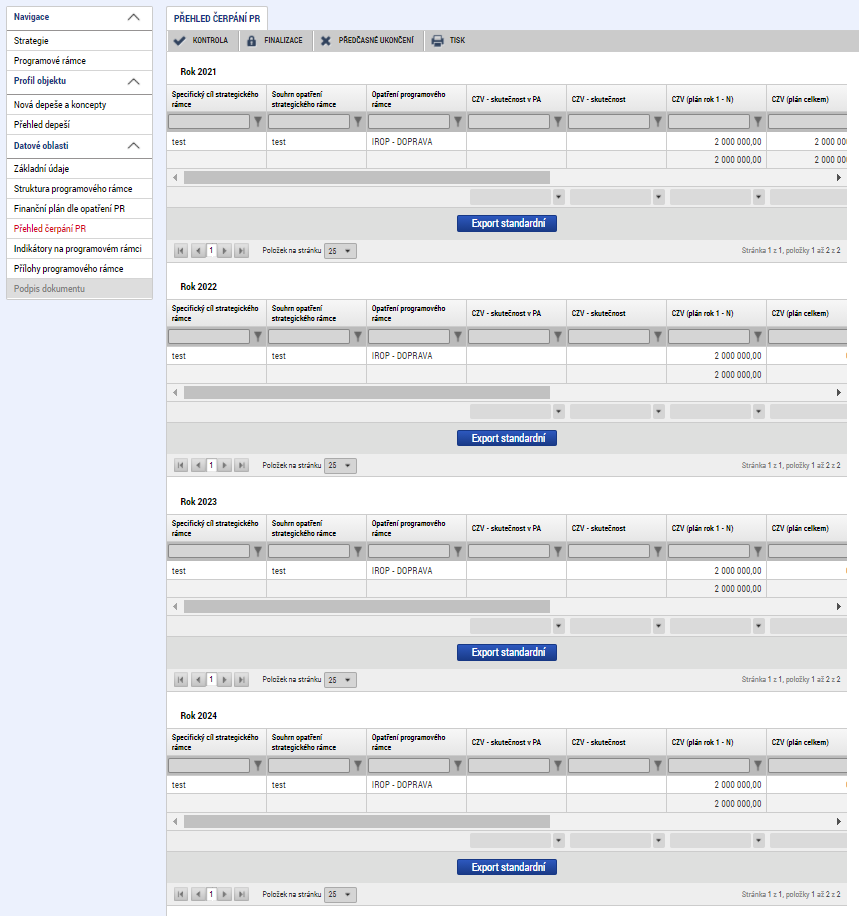 Navigace
Strategie
Programové rámce
Profil objektu
Nová depeše a koncepty
Přehled depeší
Datové oblasti
Základní údaje
Struktura programového rámce
Finanční plán dle opatření PR
Přehled čerpání PR
Indikátory na programovém rámci
Přílohy programového rámce
Podpis dokumentu
PŘEHLED ČERPÁNÍ PR
KONTROLA FINALIZACE PŘEDČASNÉ UKONČENÍ TISK
Rok 2021
Specifický cíl strategického rámce Souhrn opatření strategického rámce Opatření programového rámce CZV - skutečnost v PA CZV - skutečnost CZV (plán rok 1 - N) CZV (plán celkem)
test test IROP - DOPRAVA 2 000 000,00 2 000 00
2 000 000,00 2 000 00
Export standardní
1 Položek na stránku 25 Stránka 1 z 1, položky 1 až 2 z 2
Rok 2022
Specifický cíl strategického rámce Souhrn opatření strategického rámce Opatření programového rámce CZV - skutečnost v PA CZV - skutečnost CZV (plán rok 1 - N) CZV (plán celkem)
test test IROP - DOPRAVA 2 000 000,00
2 000 000,00
Export standardní
1 Položek na stránku 25 Stránka 1 z 1, položky 1 až 2 z 2
Rok 2023
Specifický cíl strategického rámce Souhrn opatření strategického rámce Opatření programového rámce CZV - skutečnost v PA CZV - skutečnost CZV (plán rok 1 - N) CZV (plán celkem)
test test IROP - DOPRAVA 2 000 000,00
2 000 000,00
Export standardní
1 Položek na stránku 25 Stránka 1 z 1, položky 1 až 2 z 2
Rok 2024
Specifický cíl strategického rámce Souhrn opatření strategického rámce Opatření programového rámce CZV - skutečnost v PA CZV - skutečnost CZV (plán rok 1 - N) CZV (plán celkem)
test test IROP - DOPRAVA 2 000 000,00
2 000 000,00
Export standardní
1 Položek na stránku 25 Stránka 1 z 1, položky 1 až 2 z 2